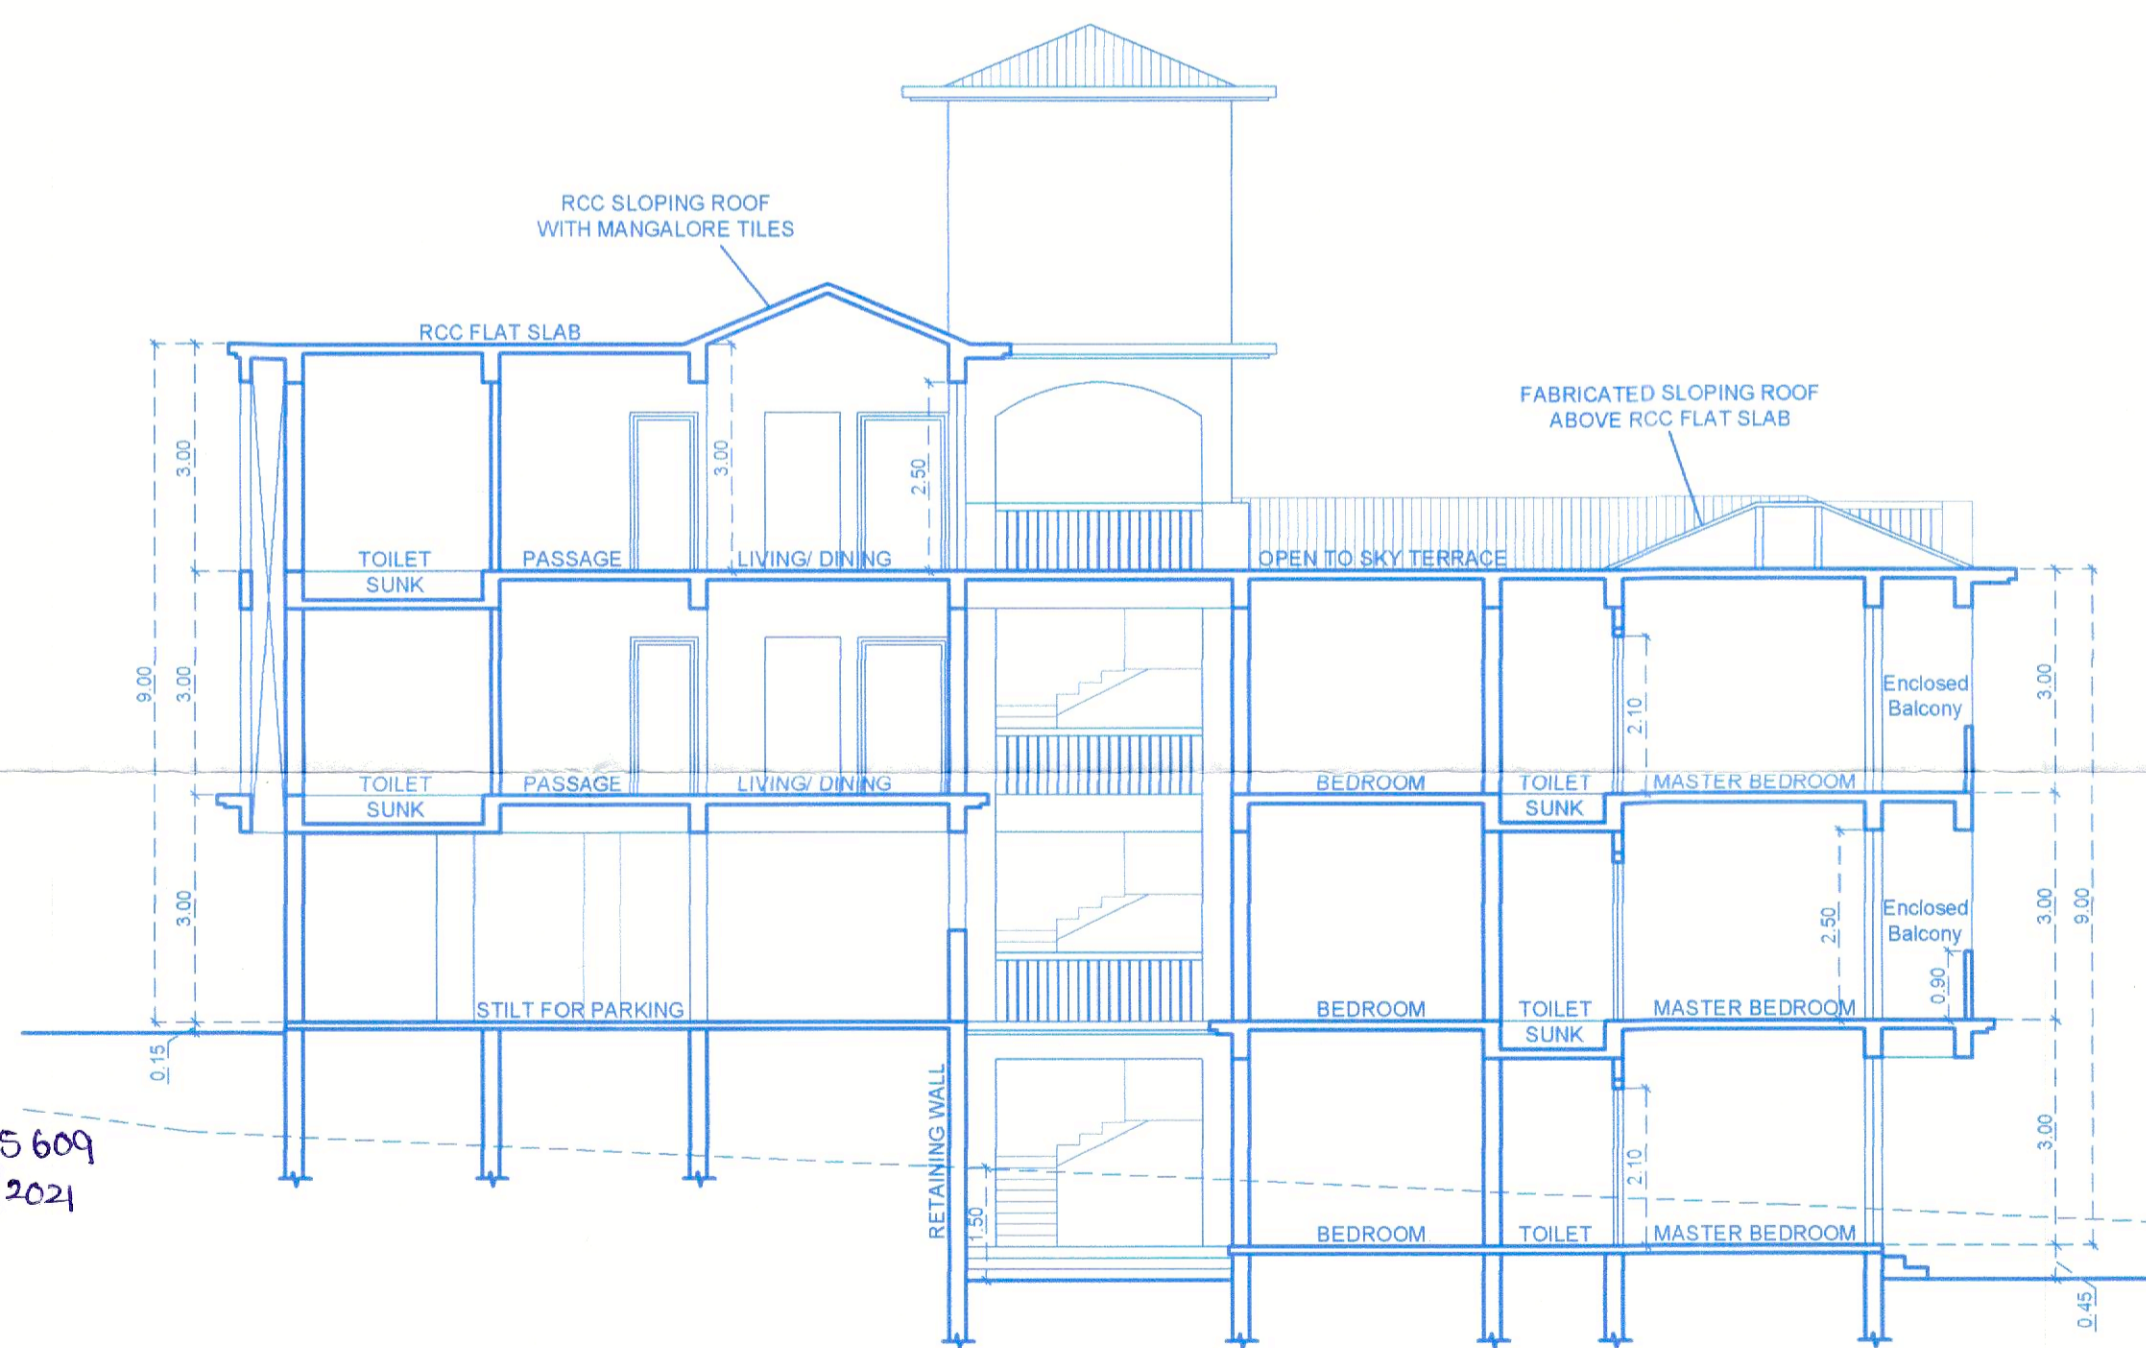 RCC SLOPING ROOF
WITH MANGALORE TILES
RCC FLAT SLAB
FABRICATED SLOPING ROOF
ABOVE RCC FLAT SLAB
3.00
3.00
2.50
TOILET
PASSAGE
LIVING/ DINING
OPEN TO SKY TERRACE
SUNK
9.00
3.00
2.10
Enclosed
Balcony
3.00
TOILET
PASSAGE
LIVING/ DINING
BEDROOM
TOILET
MASTER BEDROOM
SUNK
SUNK
3.00
2.50
Enclosed
Balcony
3.00
9.00
0.90
STILT FOR PARKING
BEDROOM
TOILET
MASTER BEDROOM
SUNK
0.15
RETAINING WALL
2.10
3.00
5609
2021
1.50
BEDROOM
TOILET
MASTER BEDROOM
0.45